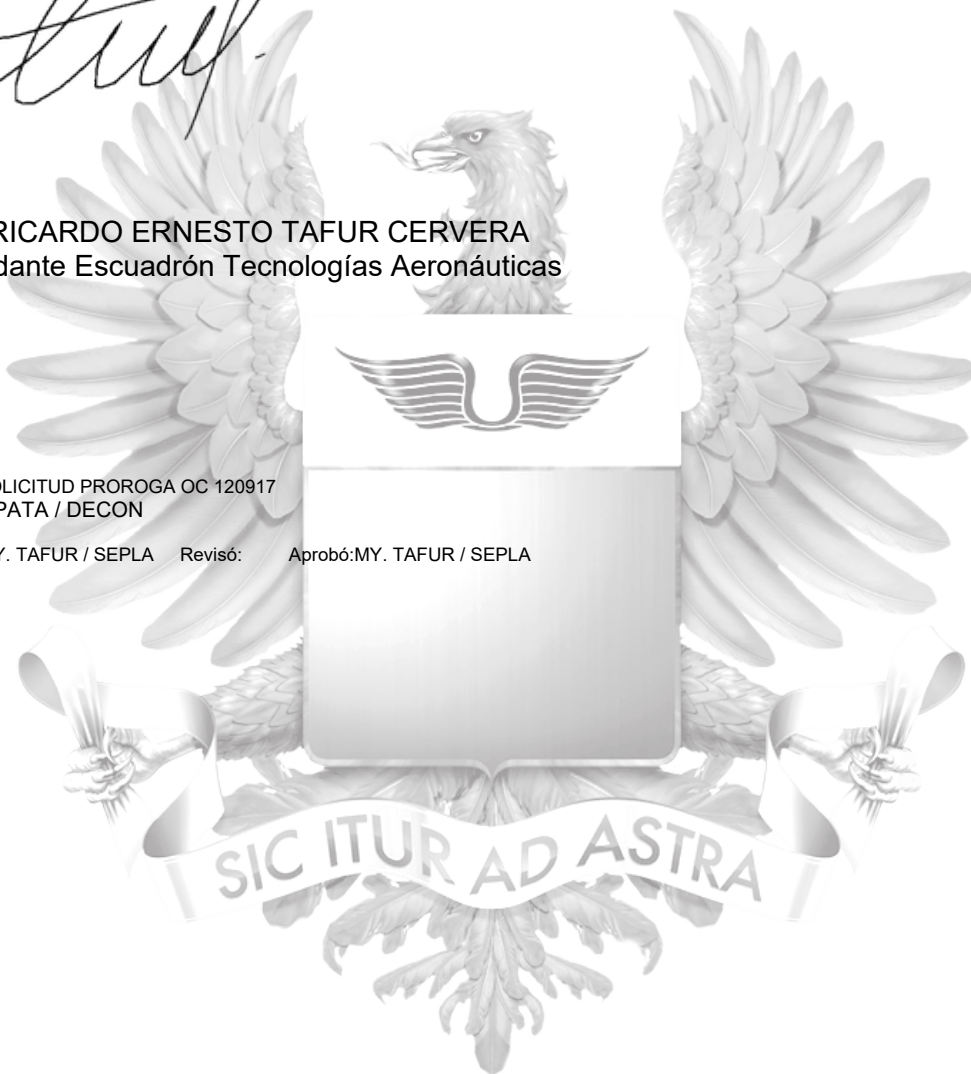 RICARDO ERNESTO TAFUR CERVERA
dante Escuadrón Tecnologías Aeronáuticas
OLICITUD PROROGA OC 120917
PATA / DECON
Y. TAFUR / SEPLA Revisó: Aprobó:MY. TAFUR / SEPLA
SIC ITUR AD ASTRA